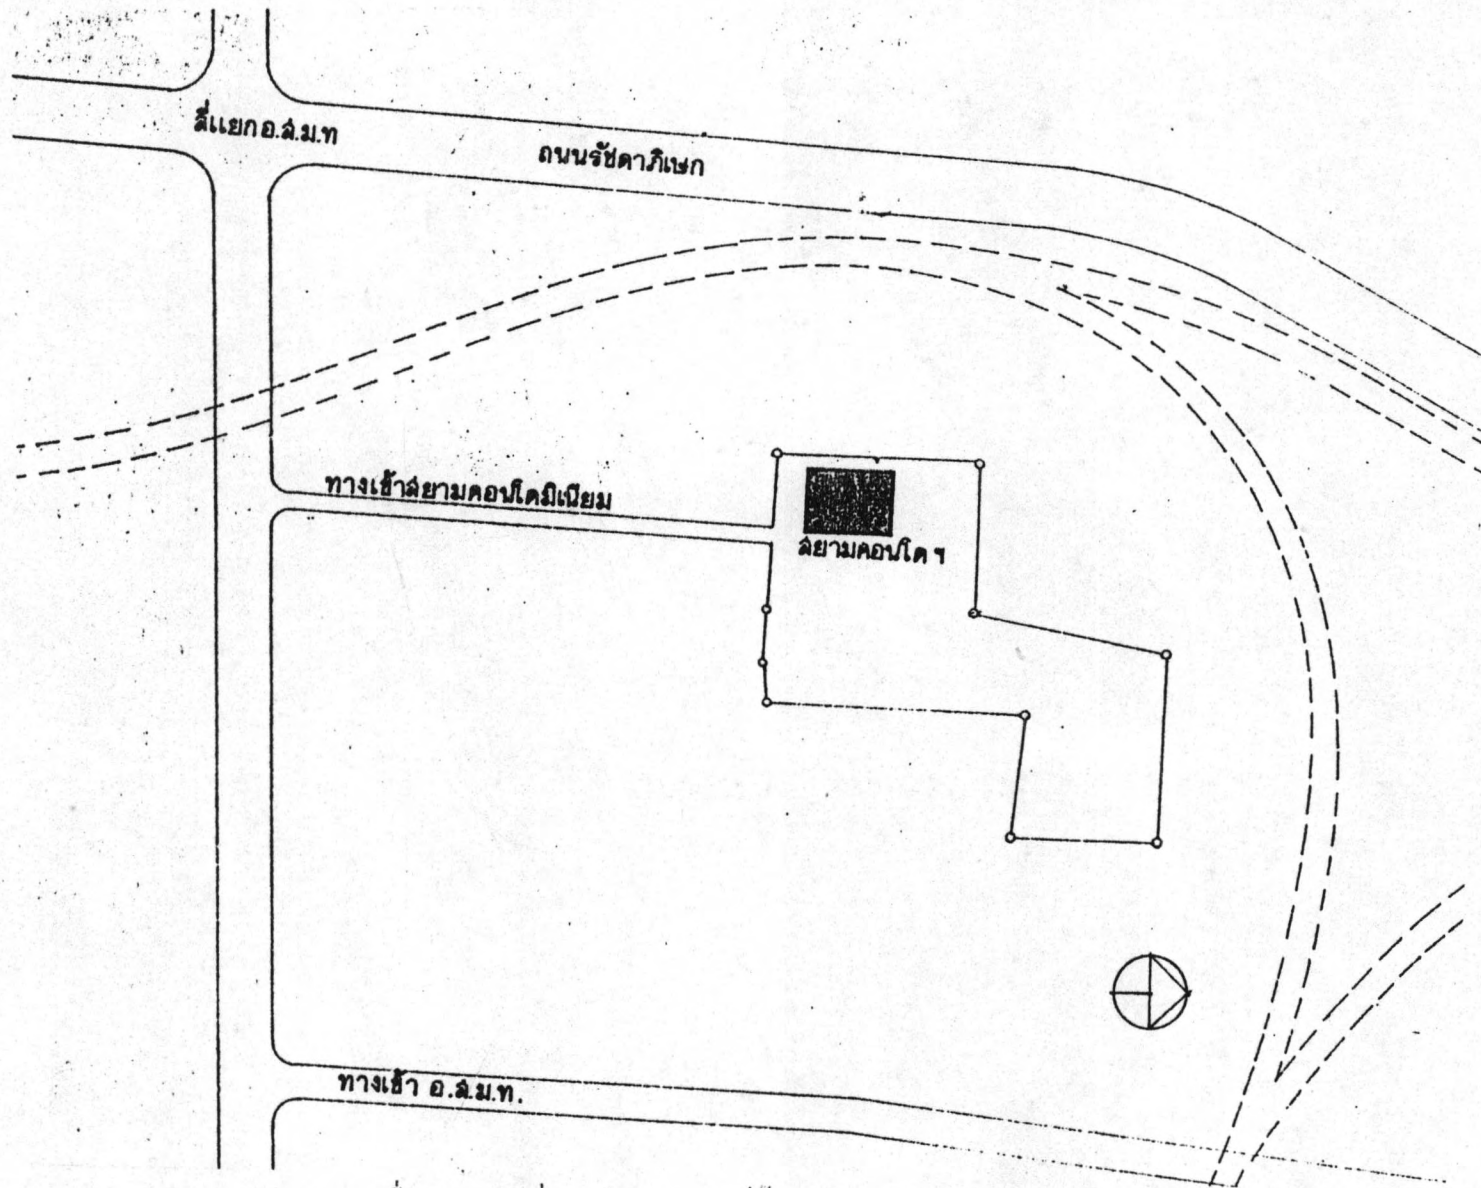 สี่แยกอ.ส.ม.ท
ถนนรัชดาภิเษก
ทางเข้าสยามคอนโดมิเนียม
สยามคอนโด ฯ
ทางเข้า อ.ส.ม.ท.